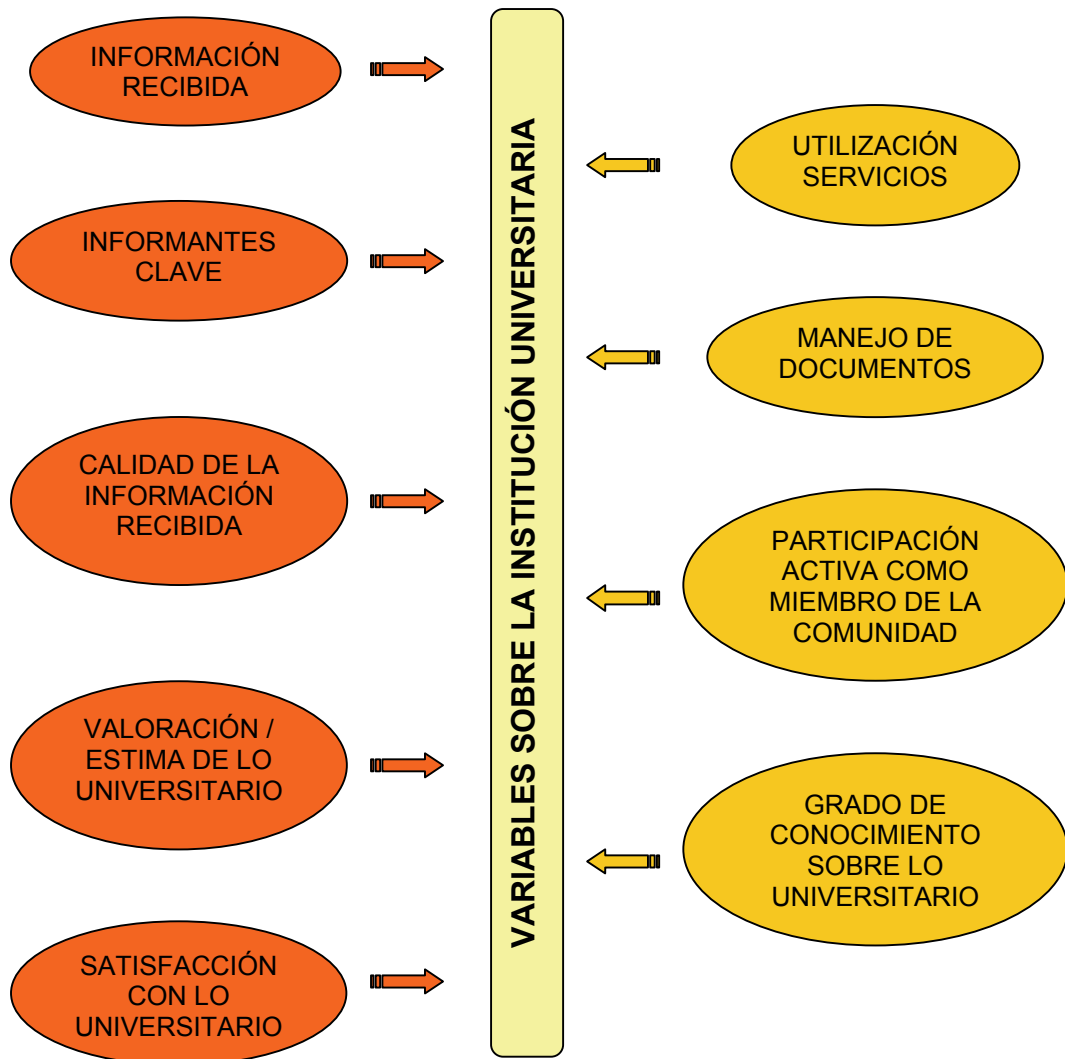 INFORMACIÓN
RECIBIDA
INFORMANTES
CLAVE
CALIDAD DE LA
INFORMACIÓN
RECIBIDA
VALORACIÓN /
ESTIMA DE LO
UNIVERSITARIO
SATISFACCIÓN
CON LO
UNIVERSITARIO
VARIABLES SOBRE LA INSTITUCIÓN UNIVERSITARIA
UTILIZACIÓN
SERVICIOS
MANEJO DE
DOCUMENTOS
PARTICIPACIÓN
ACTIVA COMO
MIEMBRO DE LA
COMUNIDAD
GRADO DE
CONOCIMIENTO
SOBRE LO
UNIVERSITARIO